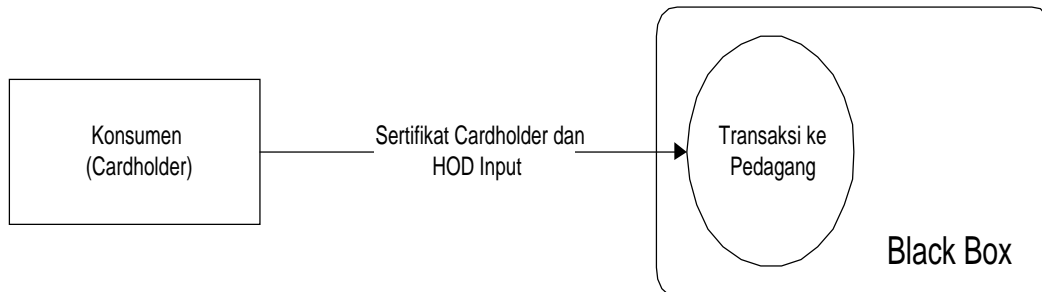 Konsumen
(Cardholder)
Sertifikat Cardholder dan
HOD Input
Transaksi ke
Pedagang
Black Box